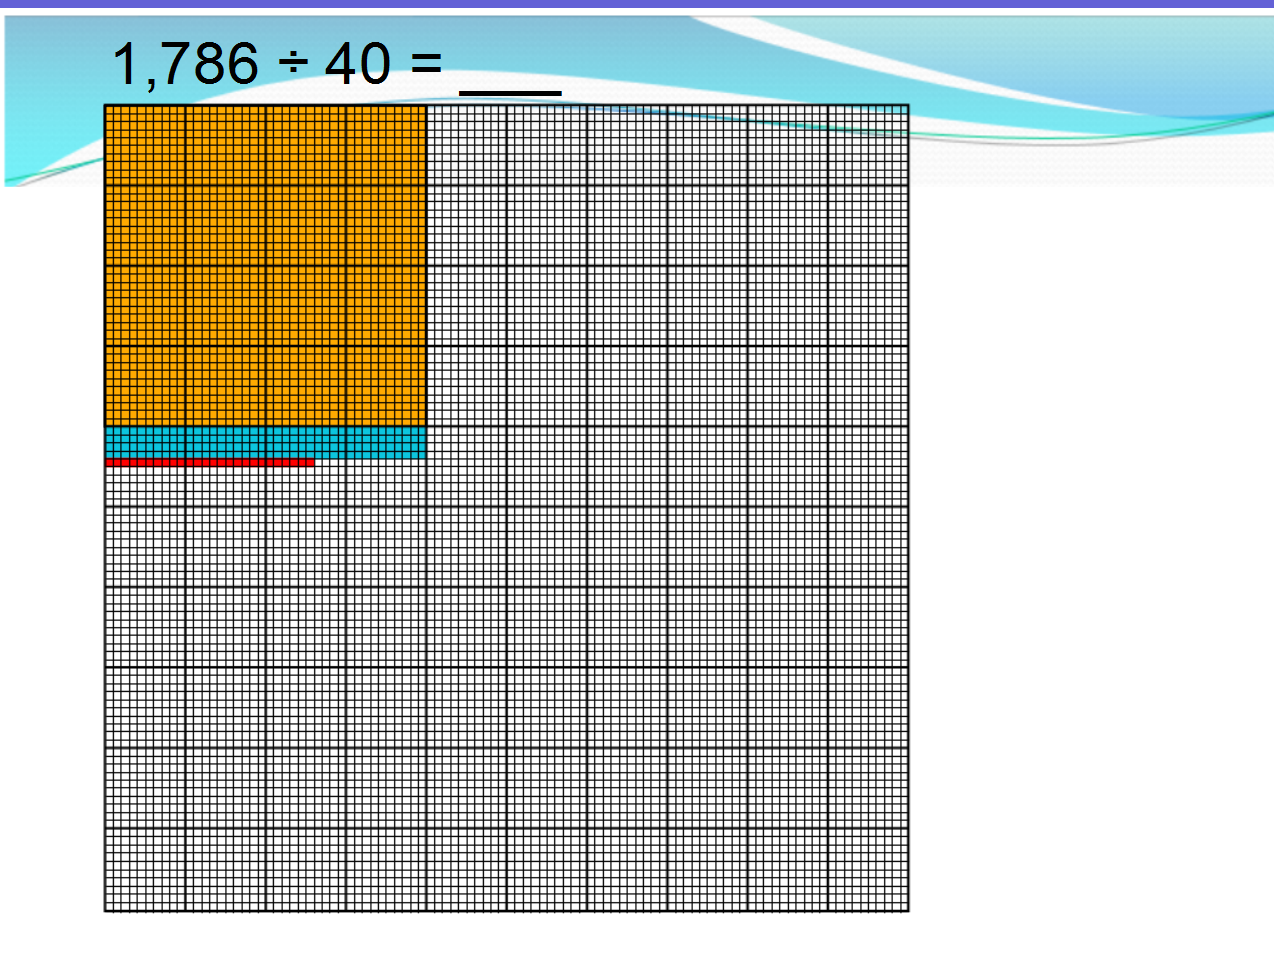 1,786 ÷ 40 = ___